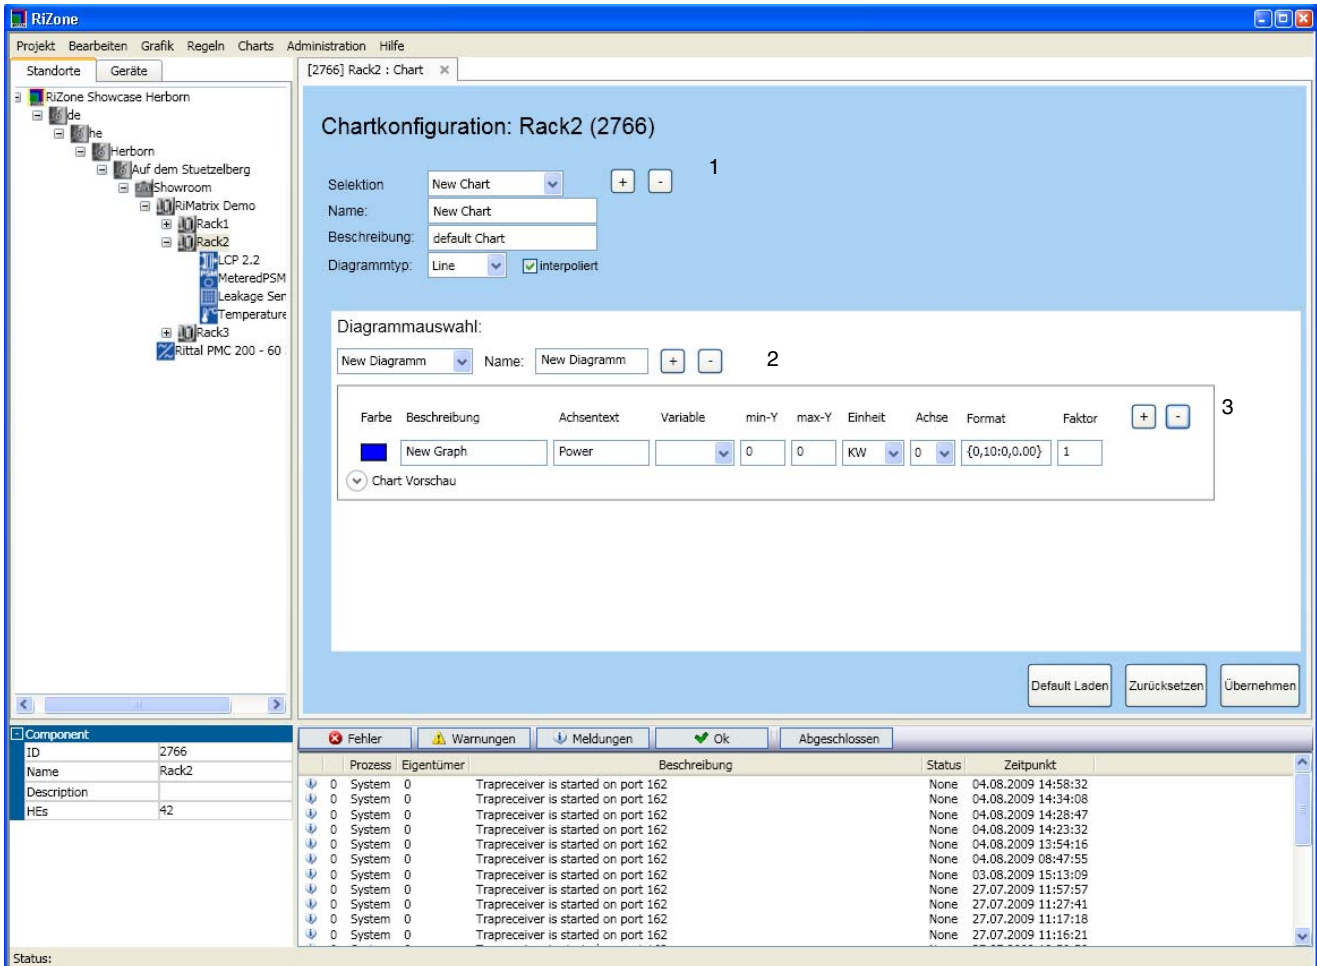 RiZone
Projekt Bearbeiten Grafik Regeln Charts Administration Hilfe
Standorte Geräte
[2766] Rack2 : Chart
RiZone Showcase Herborn
de
he
Herborn
Auf dem Stuetzelberg
Showroom
RiMatrix Demo
Rack1
Rack2
LCP 2.2
MeteredPSM
Leakage Ser
Temperature
Rack3
Rittal PMC 200 - 60
Chartkonfiguration: Rack2 (2766)
1
Selektion New Chart + -
Name: New Chart
Beschreibung: default Chart
Diagrammtyp: Line interpoliert
Diagrammauswahl:
New Diagramm Name: New Diagramm + - 2
Farbe Beschreibung Achsentext Variable min-Y max-Y Einheit Achse Format Faktor + - 3
New Graph Power 0 0 KW 0 {0,10:0,0.00} 1
Chart Vorschau
Default Laden Zurücksetzen Übernehmen
Component
ID 2766
Name Rack2
Description
HEs 42
Fehler Warnungen Meldungen Ok Abgeschlossen
Prozess Eigentümer Beschreibung Status Zeitpunkt
0 System 0 Trapreceiver is started on port 162 None 04.08.2009 14:58:32
0 System 0 Trapreceiver is started on port 162 None 04.08.2009 14:34:08
0 System 0 Trapreceiver is started on port 162 None 04.08.2009 14:28:47
0 System 0 Trapreceiver is started on port 162 None 04.08.2009 14:23:32
0 System 0 Trapreceiver is started on port 162 None 04.08.2009 13:54:16
0 System 0 Trapreceiver is started on port 162 None 04.08.2009 08:47:55
0 System 0 Trapreceiver is started on port 162 None 03.08.2009 15:13:09
0 System 0 Trapreceiver is started on port 162 None 27.07.2009 11:57:57
0 System 0 Trapreceiver is started on port 162 None 27.07.2009 11:27:41
0 System 0 Trapreceiver is started on port 162 None 27.07.2009 11:17:18
0 System 0 Trapreceiver is started on port 162 None 27.07.2009 11:16:21
Status: